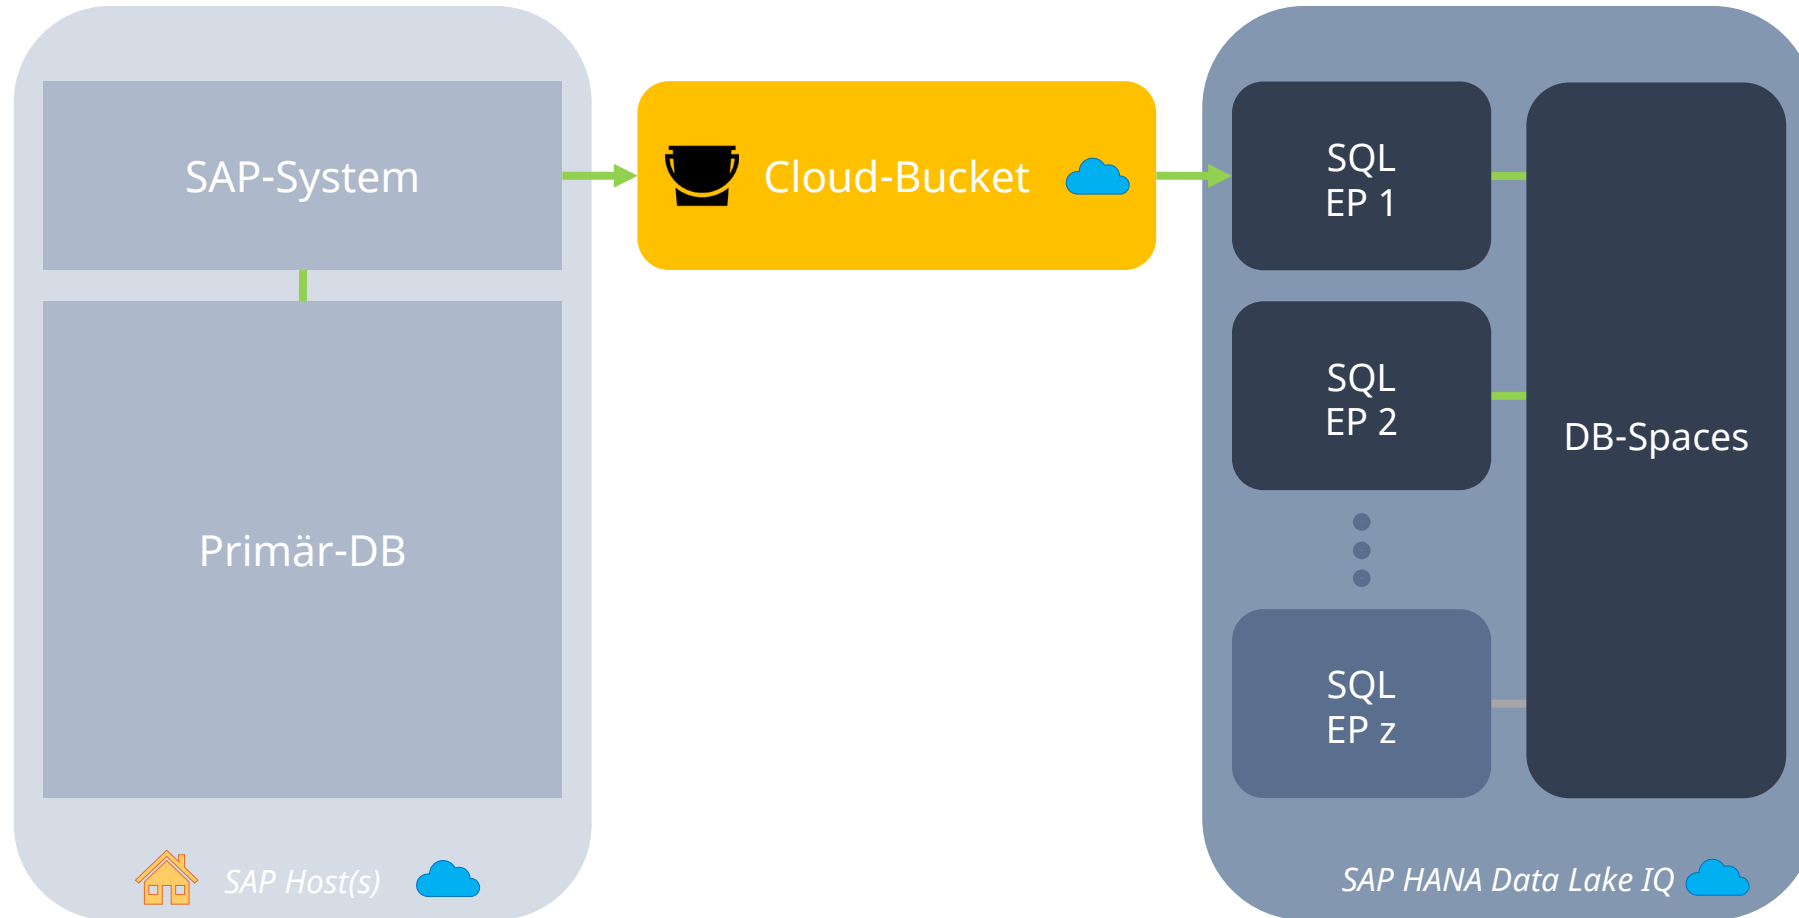 SAP-System
Primär-DB
SAP Host(s)
Cloud-Bucket
SQL
EP 1
SQL
EP 2
SQL
EP z
DB-Spaces
SAP HANA Data Lake IQ